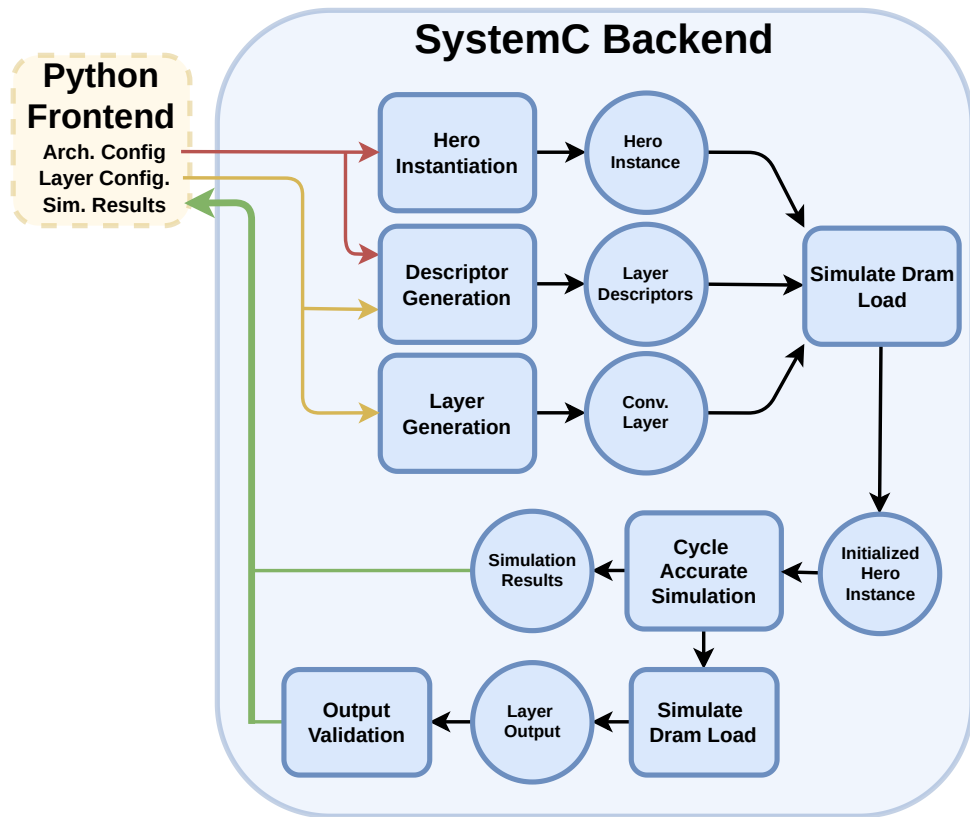 SystemC Backend
Python
Frontend
Arch. Config
Layer Config.
Sim. Results
Hero
Instantiation
Hero
Instance
Descriptor
Generation
Layer
Descriptors
Simulate Dram
Load
Layer
Generation
Conv.
Layer
Simulation
Results
Cycle
Accurate
Simulation
Initialized
Hero
Instance
Output
Validation
Layer
Output
Simulate
Dram Load